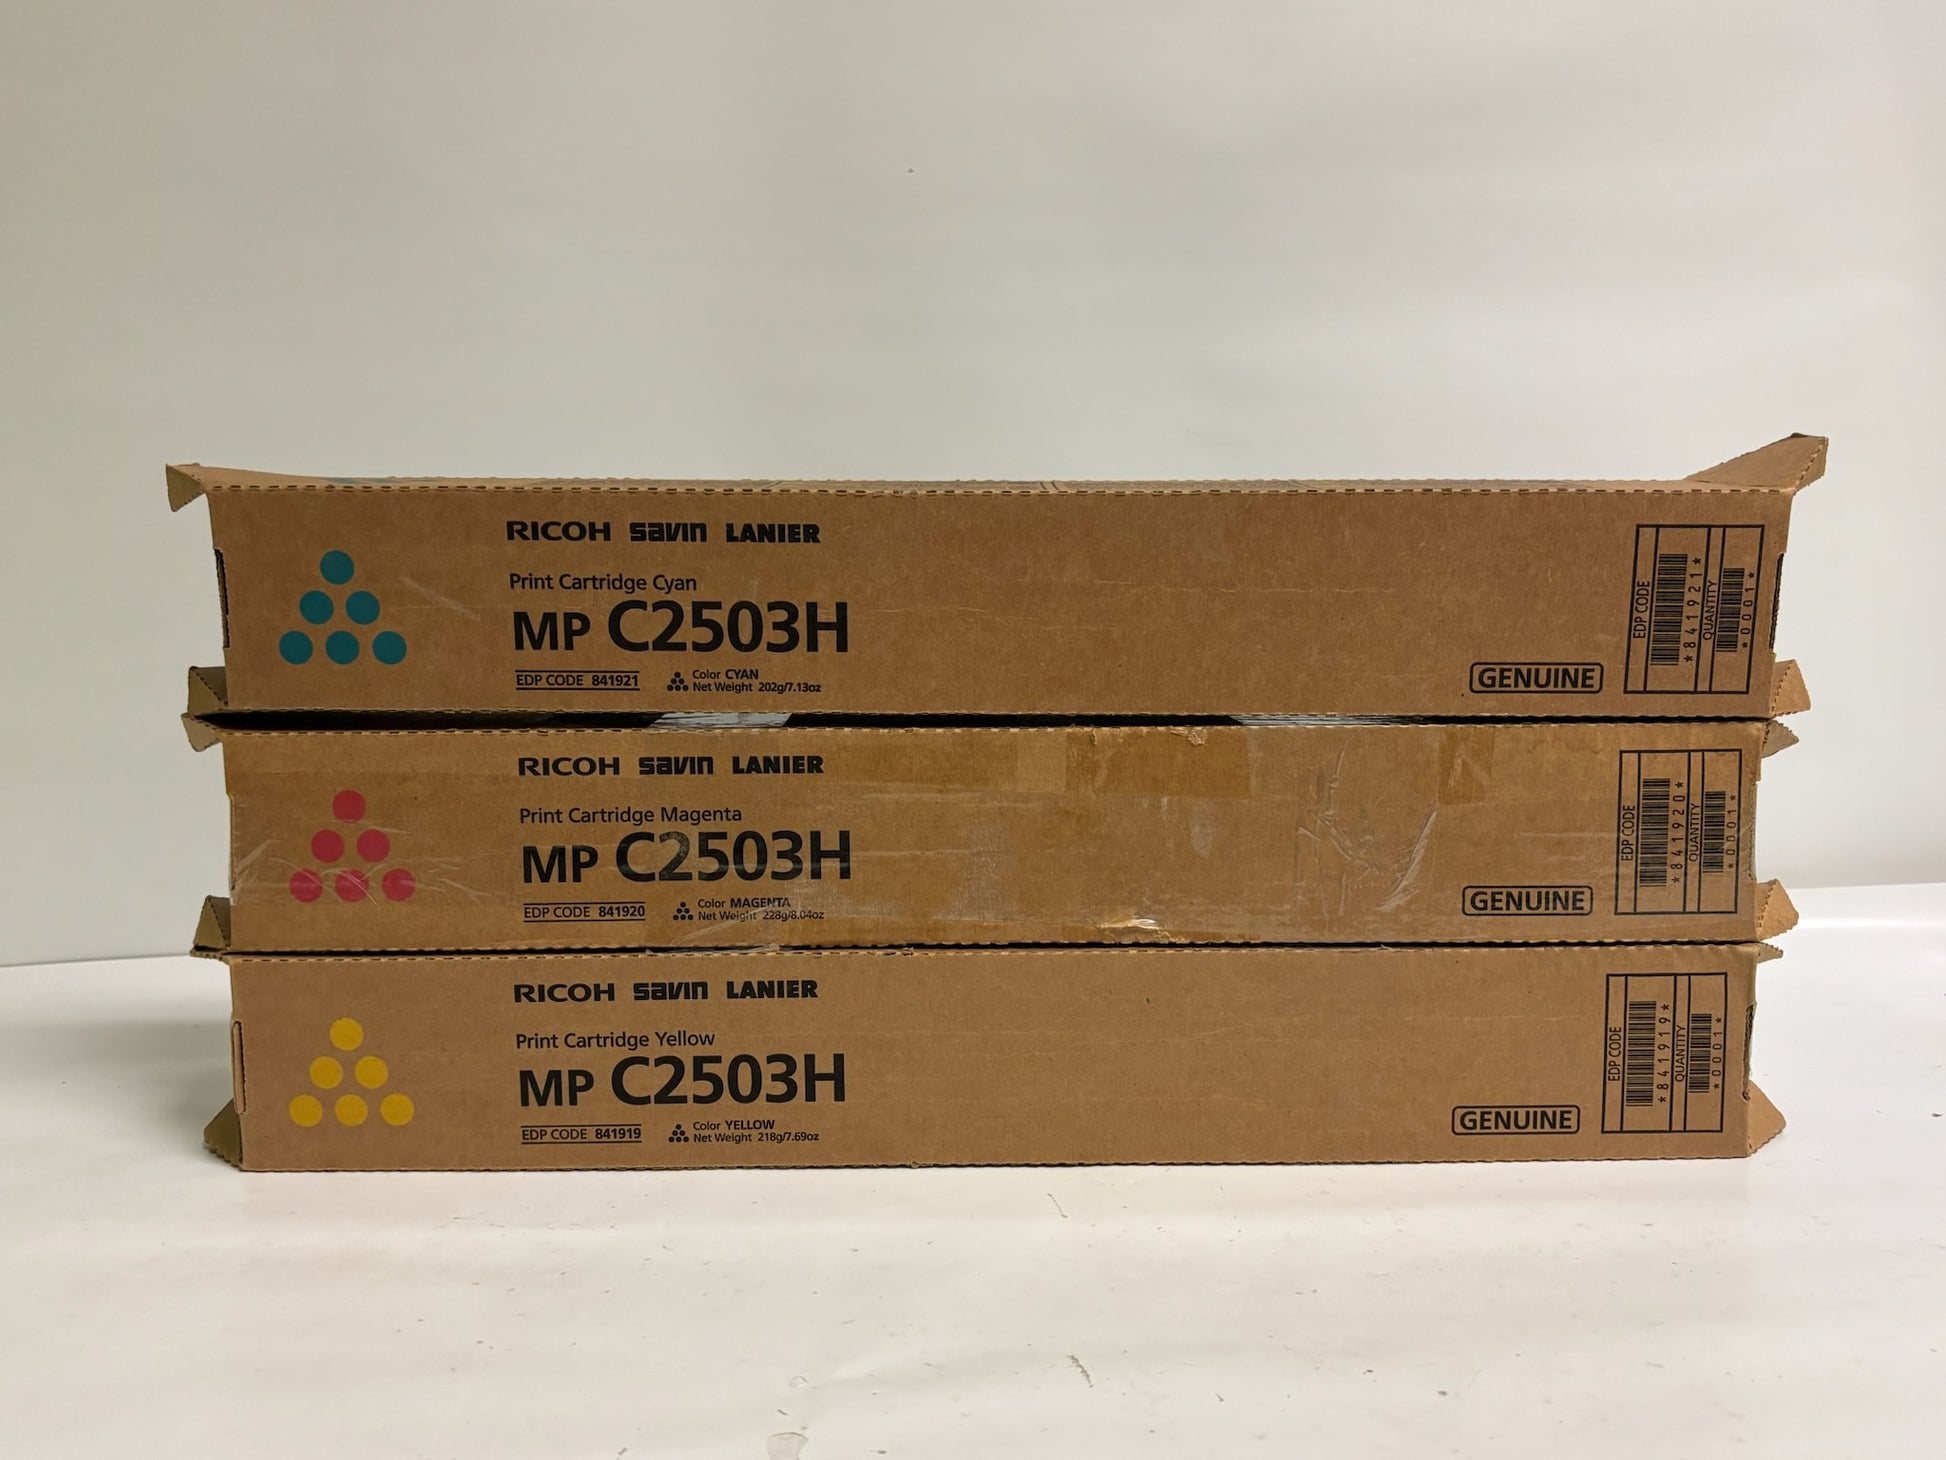 RICOH savin LANIER
Print Cartridge Cyan
MP C2503H
EDP CODE 841921
Color CYAN
Net Weight 202g/7.13oz
GENUINE
EDP CODE
*841921*
QUANTITY
*0001*
RICOH savin LANIER
Print Cartridge Magenta
MP C2503H
EDP CODE 841920
Color MAGENTA
Net Weight 228g/8.04oz
GENUINE
EDP CODE
*841920*
QUANTITY
*0001*
RICOH savin LANIER
Print Cartridge Yellow
MP C2503H
EDP CODE 841919
Color YELLOW
Net Weight 218g/7.69oz
GENUINE
EDP CODE
*841919*
QUANTITY
*0001*